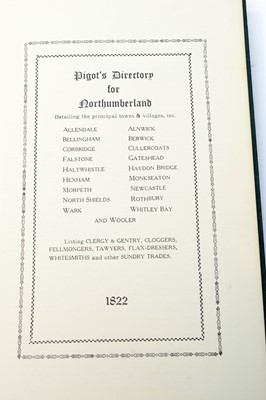 Pigot's Directory
for
Northumberland
Detailing the principal towns & villages, inc.
ALLENDALE ALNWICK
BELLINGHAM BERWICK
CORBRIDGE CULLERCOATS
FALSTONE GATESHEAD
HALTWHISTLE HAYDON BRIDGE
HEXHAM MONKSEATON
MORPETH NEWCASTLE
NORTH SHIELDS ROTHBURY
WARK WHITLEY BAY
AND WOOLER
Listing CLERGY & GENTRY, CLOGGERS,
FELLMONGERS, TAWYERS, FLAX-DRESSERS,
WHITESMITHS and other SUNDRY TRADES.
1822